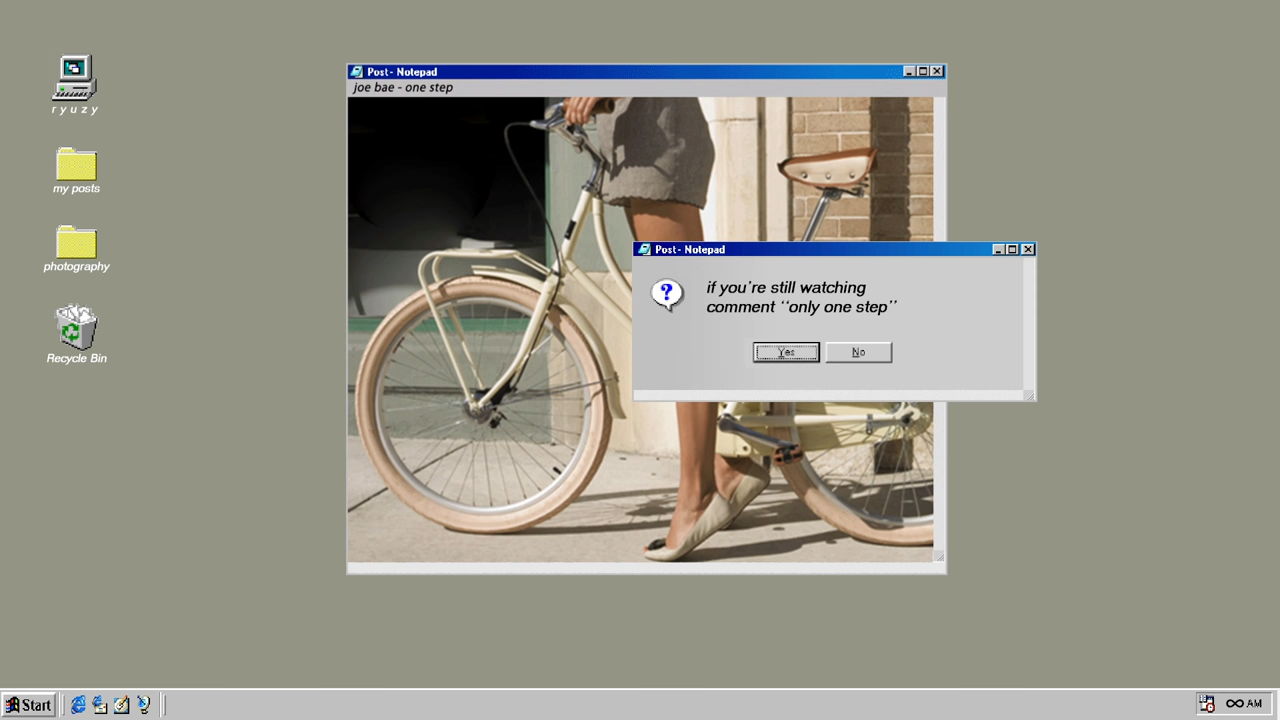 r y u z y
my posts
photography
Recycle Bin
Post - Notepad
joe bae - one step
Post - Notepad
if you're still watching
comment ‘‘only one step’’
Yes
No
Start
∞ AM